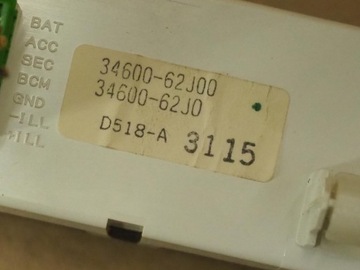 BAT
ACC
SEC
BCM
GND
-ILL
+ILL
34600-62J00
34600-62J0
D518-A 3115